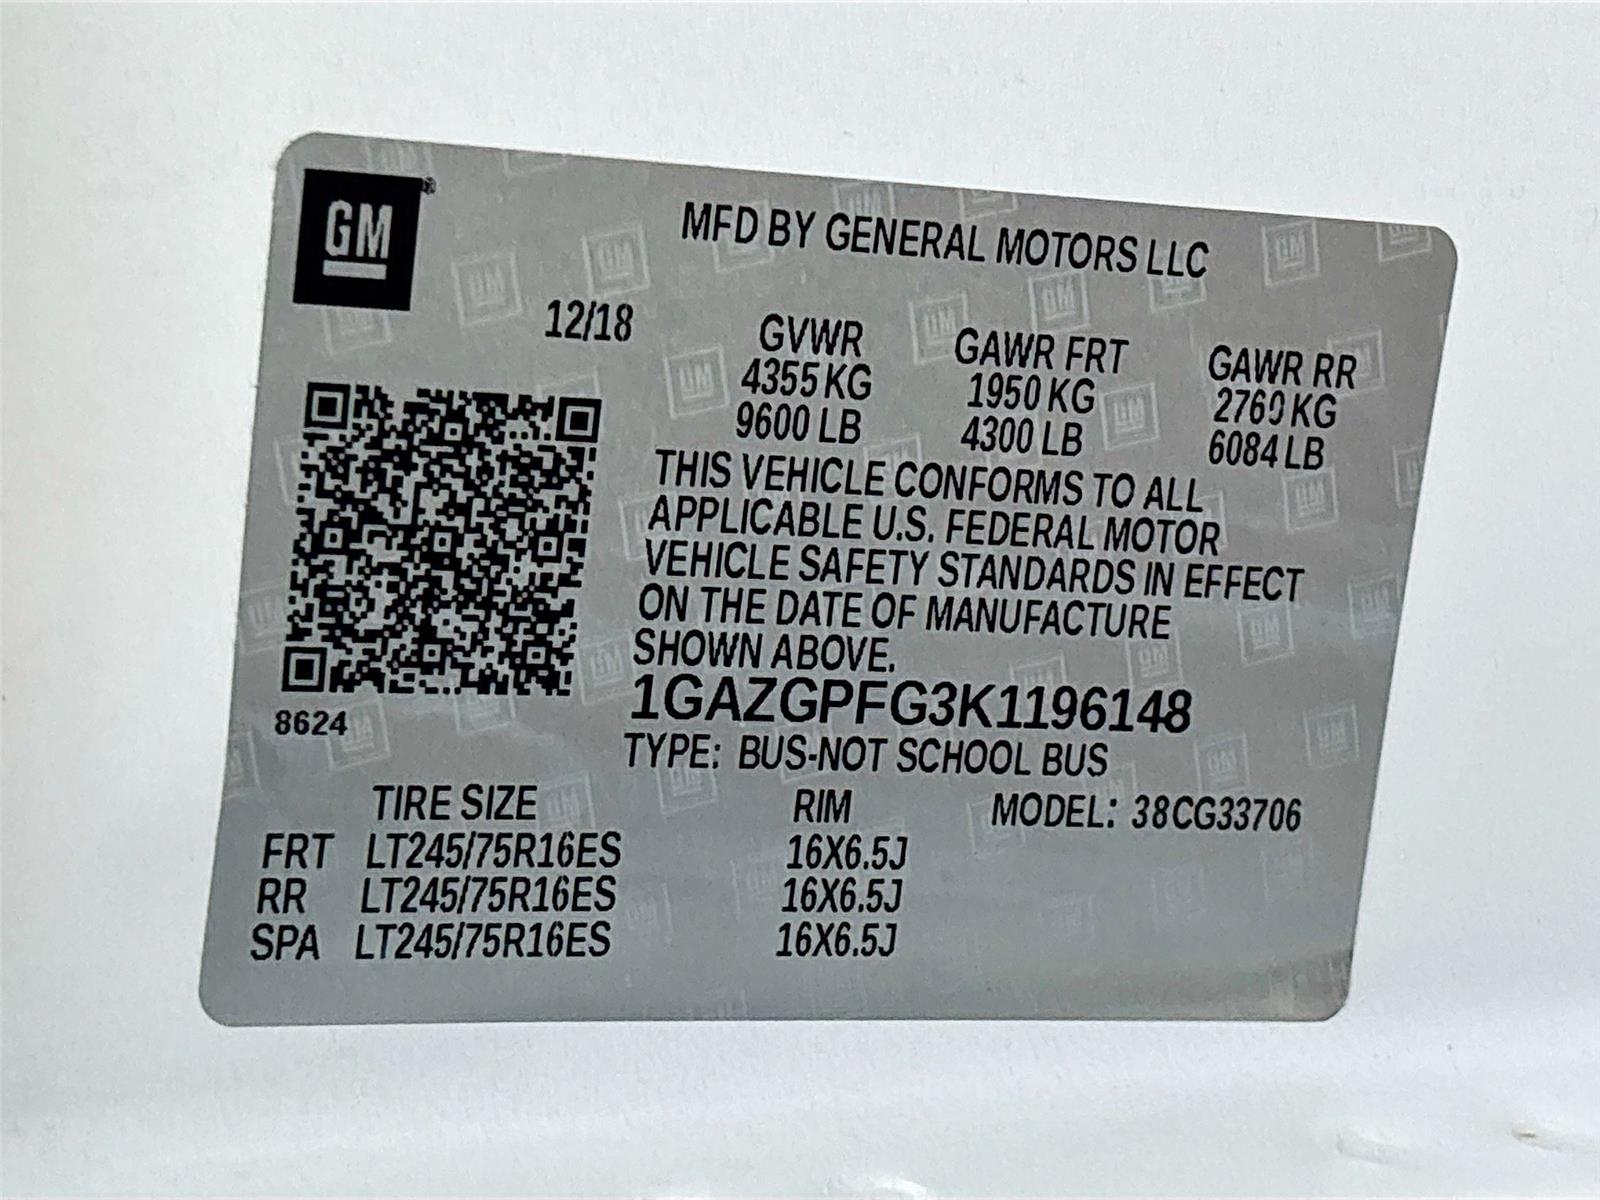 GM
MFD BY GENERAL MOTORS LLC
12/18
GVWR GAWR FRT GAWR RR
4355 KG 1950 KG 2760 KG
9600 LB 4300 LB 6084 LB
THIS VEHICLE CONFORMS TO ALL
APPLICABLE U.S. FEDERAL MOTOR
VEHICLE SAFETY STANDARDS IN EFFECT
ON THE DATE OF MANUFACTURE
SHOWN ABOVE.
1GAZGPFG3K1196148
8624
TYPE: BUS-NOT SCHOOL BUS
TIRE SIZE RIM MODEL: 38CG33706
FRT LT245/75R16ES 16X6.5J
RR LT245/75R16ES 16X6.5J
SPA LT245/75R16ES 16X6.5J